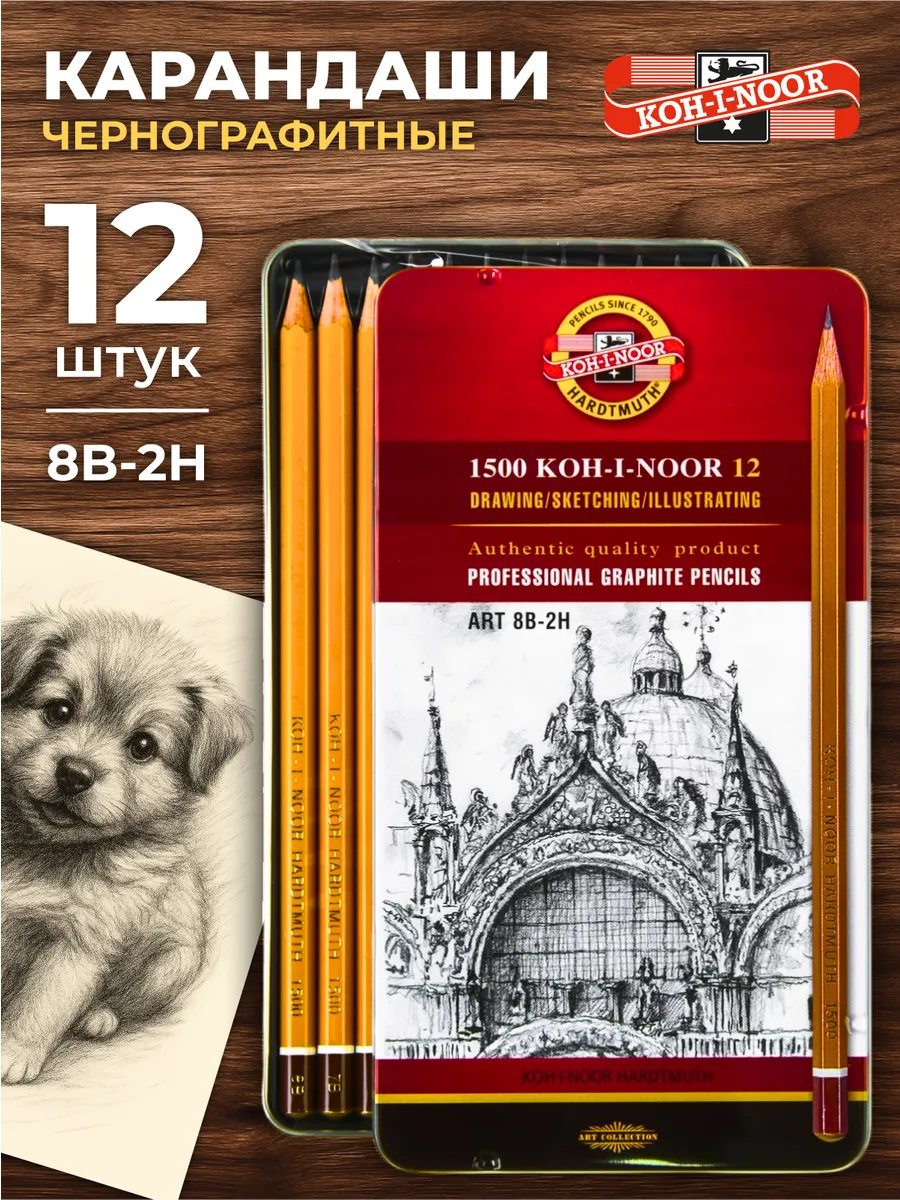 КАРАНДАШИ
ЧЕРНОГРАФИТНЫЕ
KOH-I-NOOR
12
штук
8B-2H
PENCILS SINCE 1790
KOH-I-NOOR
HARDTMUTH®
1500 KOH-I-NOOR 12
DRAWING/SKETCHING/ILLUSTRATING
Authentic quality product
PROFESSIONAL GRAPHITE PENCILS
ART 8B-2H
KOH-I-NOOR HARDTMUTH 1500
8B
KOH-I-NOOR HARDTMUTH 1500
7B
KOH-I-NOOR HARDTMUTH 1500
KOH-I-NOOR HARDTMUTH
ART COLLECTION